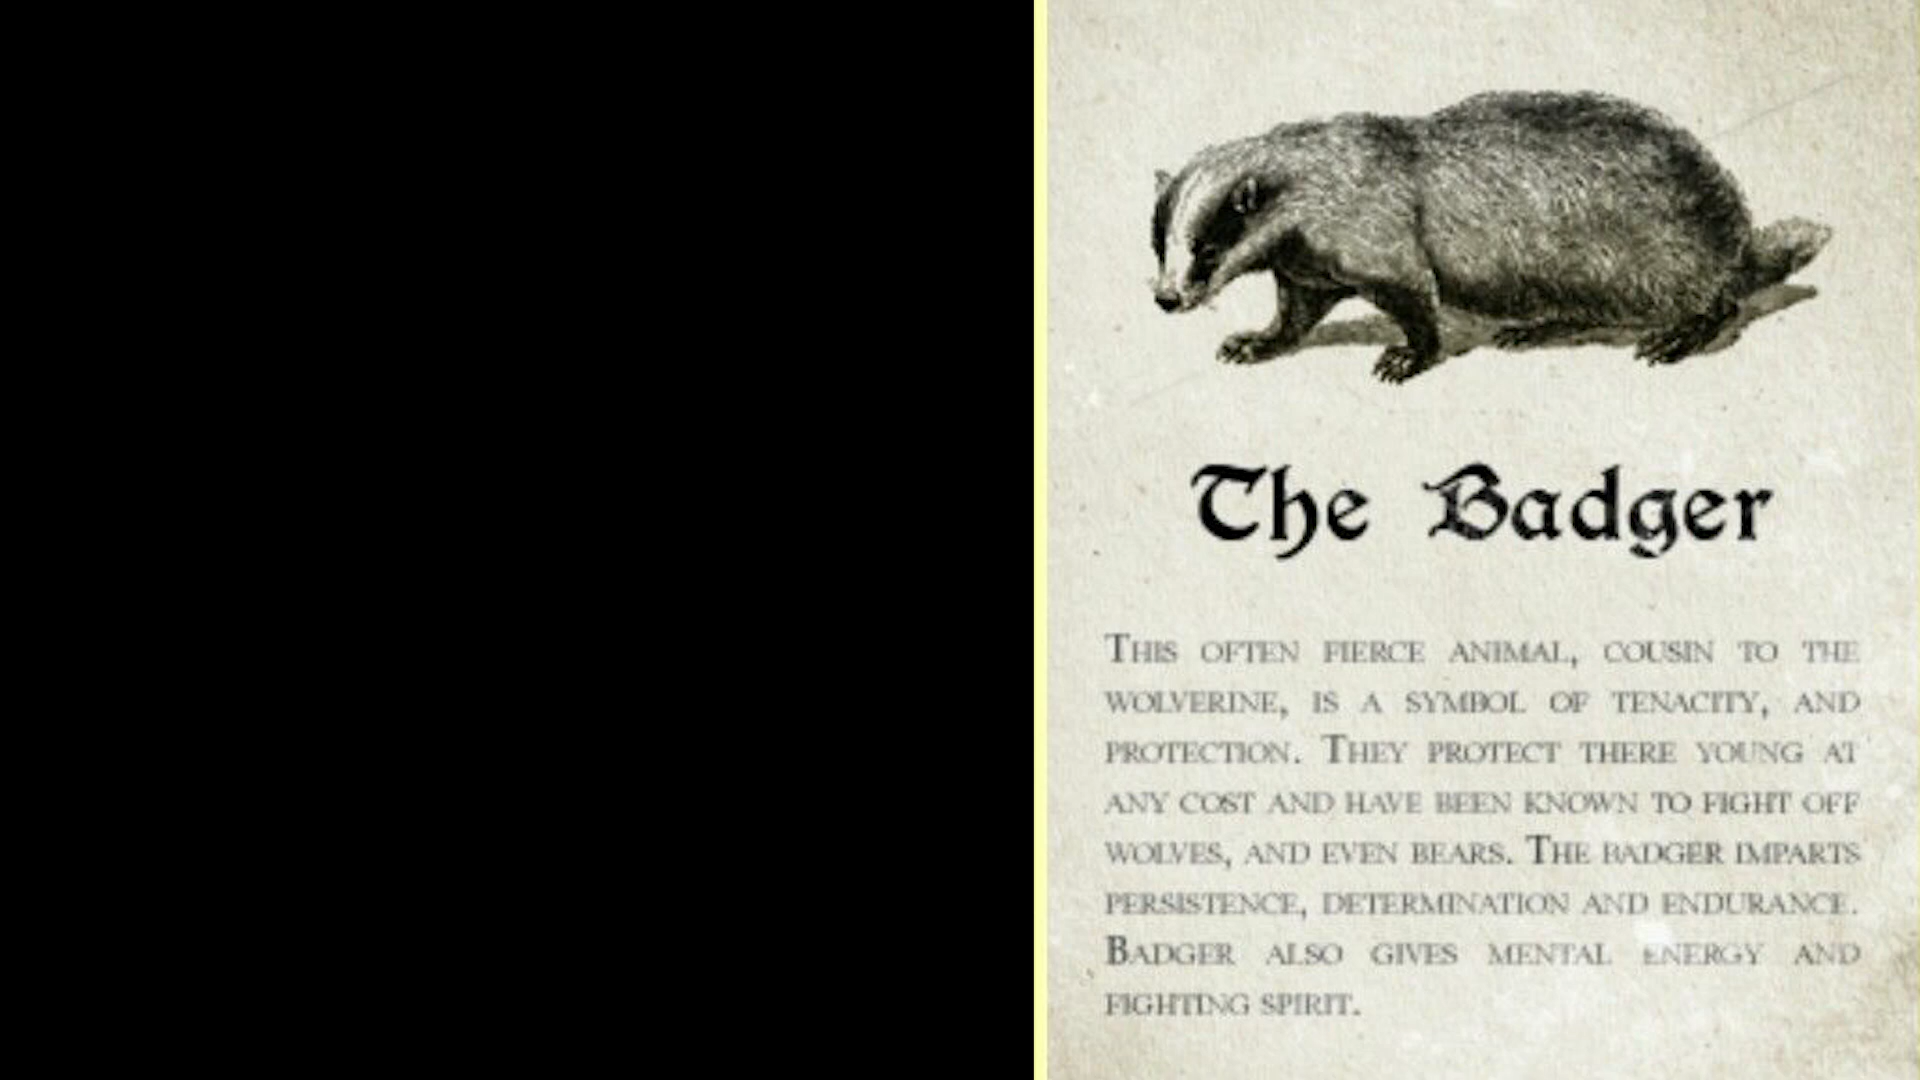 The Badger
This often fierce animal, cousin to the
wolverine, is a symbol of tenacity, and
protection. They protect there young at
any cost and have been known to fight off
wolves, and even bears. The badger imparts
persistence, determination and endurance.
Badger also gives mental energy and
fighting spirit.